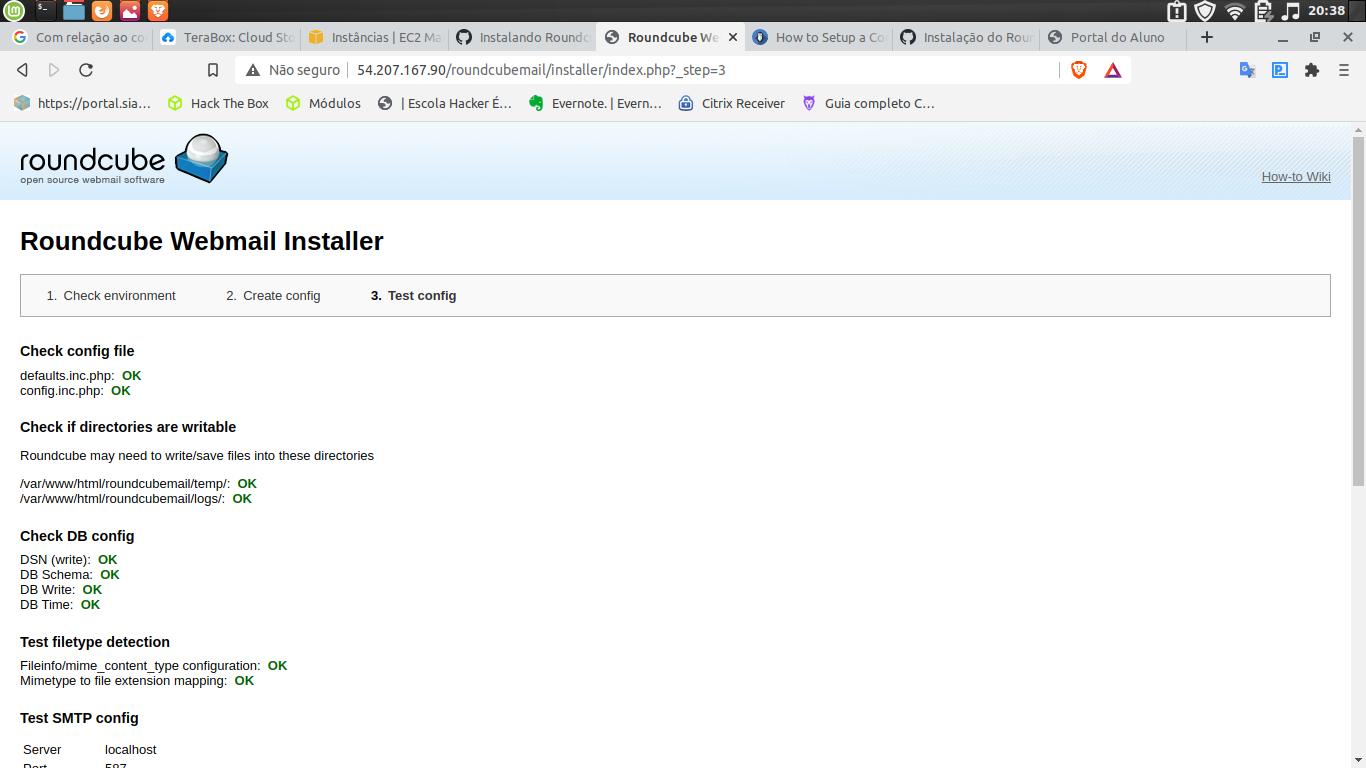 $_
20:38
Com relação ao co
TeraBox: Cloud Sto
Instâncias | EC2 Ma
Instalando Roundc
Roundcube We
How to Setup a Co
Instalação do Roun
Portal do Aluno
Não seguro 54.207.167.90/roundcubemail/installer/index.php?_step=3
https://portal.sia…
Hack The Box
Módulos
| Escola Hacker É…
Evernote. | Evern…
Citrix Receiver
Guia completo C…
roundcube
open source webmail software
How-to Wiki
Roundcube Webmail Installer
1. Check environment 2. Create config 3. Test config
Check config file
defaults.inc.php: OK
config.inc.php: OK
Check if directories are writable
Roundcube may need to write/save files into these directories
/var/www/html/roundcubemail/temp/: OK
/var/www/html/roundcubemail/logs/: OK
Check DB config
DSN (write): OK
DB Schema: OK
DB Write: OK
DB Time: OK
Test filetype detection
Fileinfo/mime_content_type configuration: OK
Mimetype to file extension mapping: OK
Test SMTP config
Server localhost
Port 587